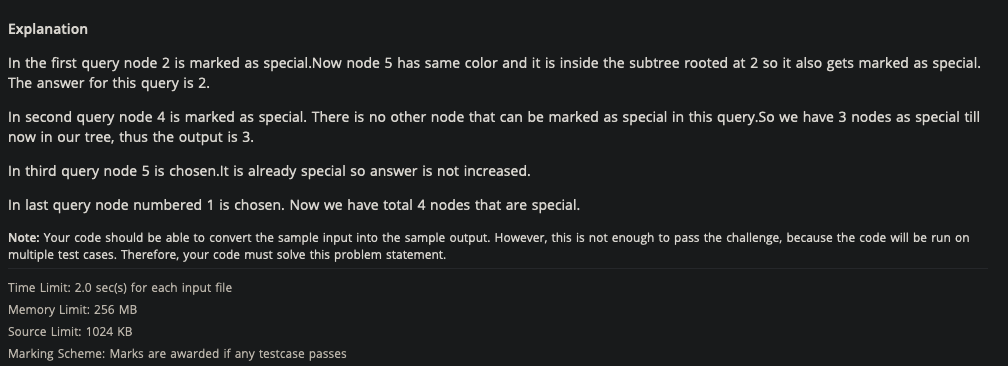 Explanation
In the first query node 2 is marked as special.Now node 5 has same color and it is inside the subtree rooted at 2 so it also gets marked as special.
The answer for this query is 2.
In second query node 4 is marked as special. There is no other node that can be marked as special in this query.So we have 3 nodes as special till
now in our tree, thus the output is 3.
In third query node 5 is chosen.It is already special so answer is not increased.
In last query node numbered 1 is chosen. Now we have total 4 nodes that are special.
Note: Your code should be able to convert the sample input into the sample output. However, this is not enough to pass the challenge, because the code will be run on
multiple test cases. Therefore, your code must solve this problem statement.
Time Limit: 2.0 sec(s) for each input file
Memory Limit: 256 MB
Source Limit: 1024 KB
Marking Scheme: Marks are awarded if any testcase passes